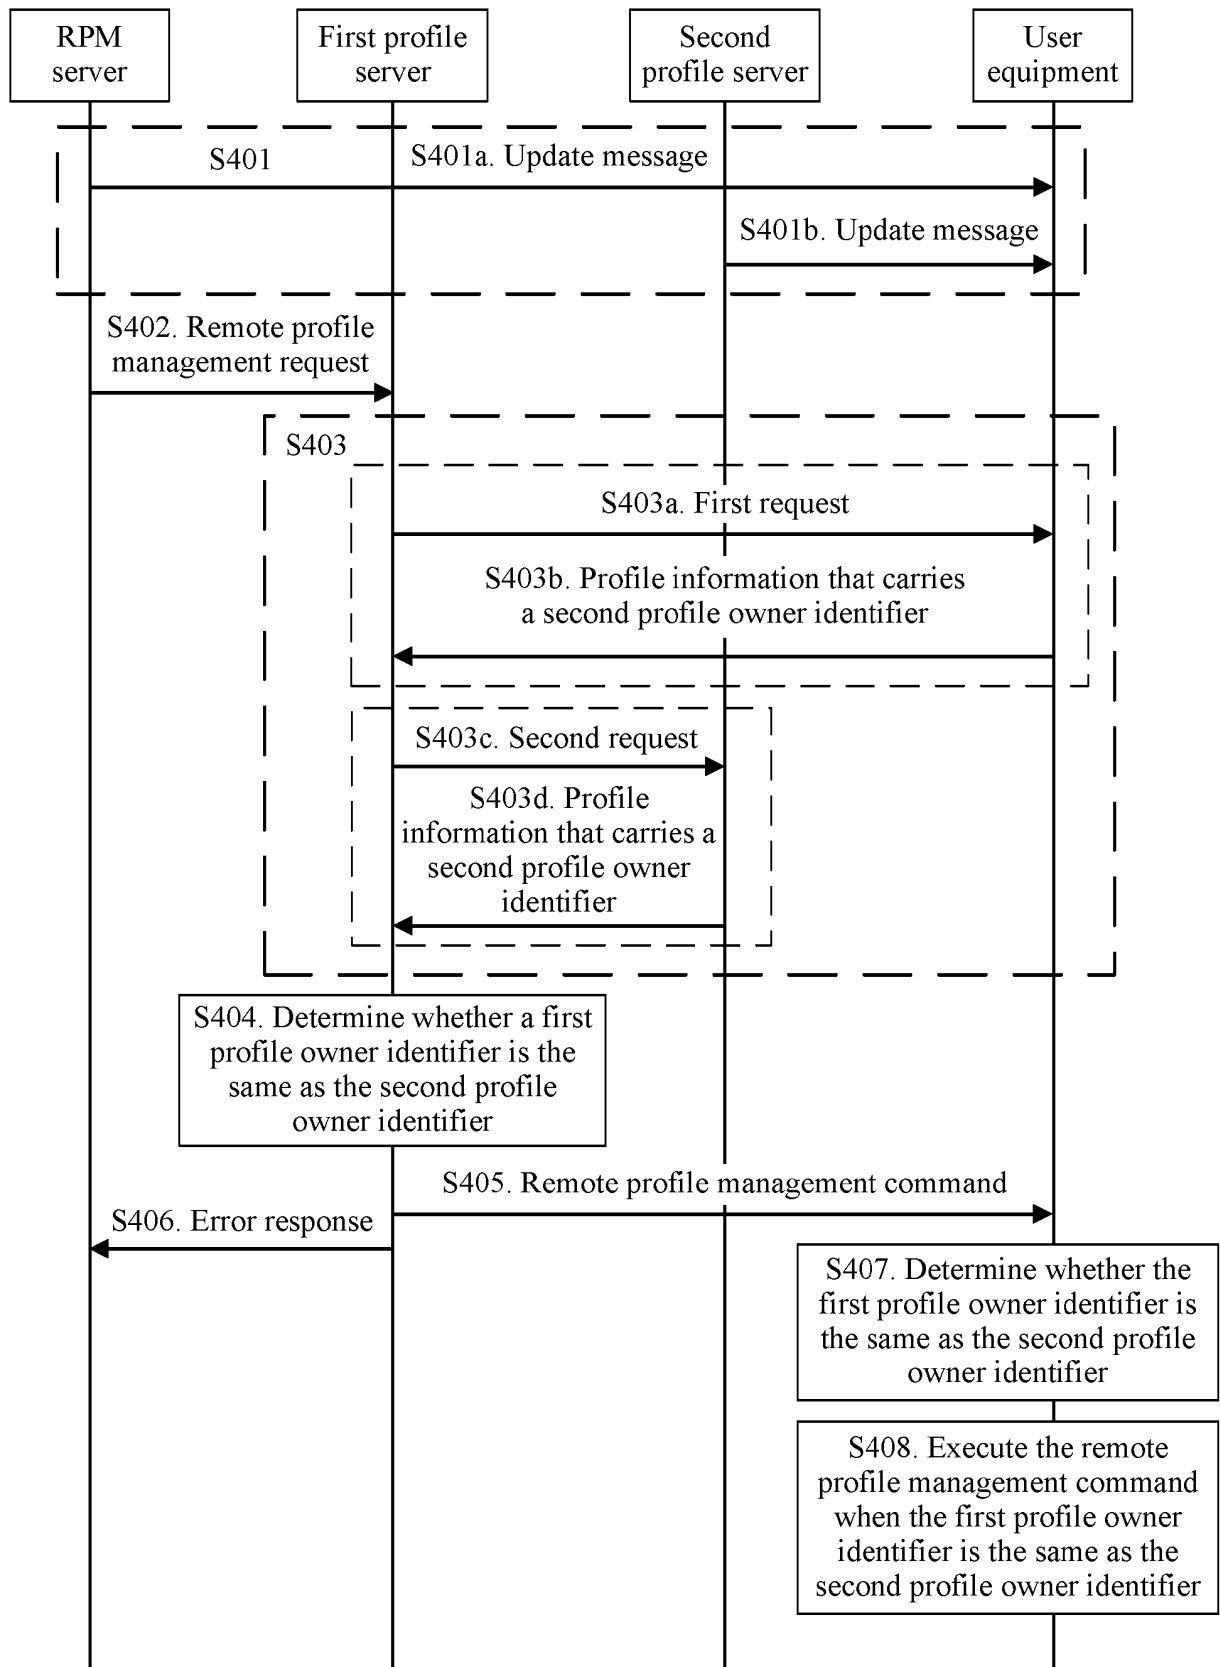 RPM
server
First profile
server
Second
profile server
User
equipment
S401
S401a. Update message
S401b. Update message
S402. Remote profile
management request
S403
S403a. First request
S403b. Profile information that carries
a second profile owner identifier
S403c. Second request
S403d. Profile
information that carries a
second profile owner
identifier
S404. Determine whether a first
profile owner identifier is the
same as the second profile
owner identifier
S405. Remote profile management command
S406. Error response
S407. Determine whether the
first profile owner identifier is
the same as the second profile
owner identifier
S408. Execute the remote
profile management command
when the first profile owner
identifier is the same as the
second profile owner identifier